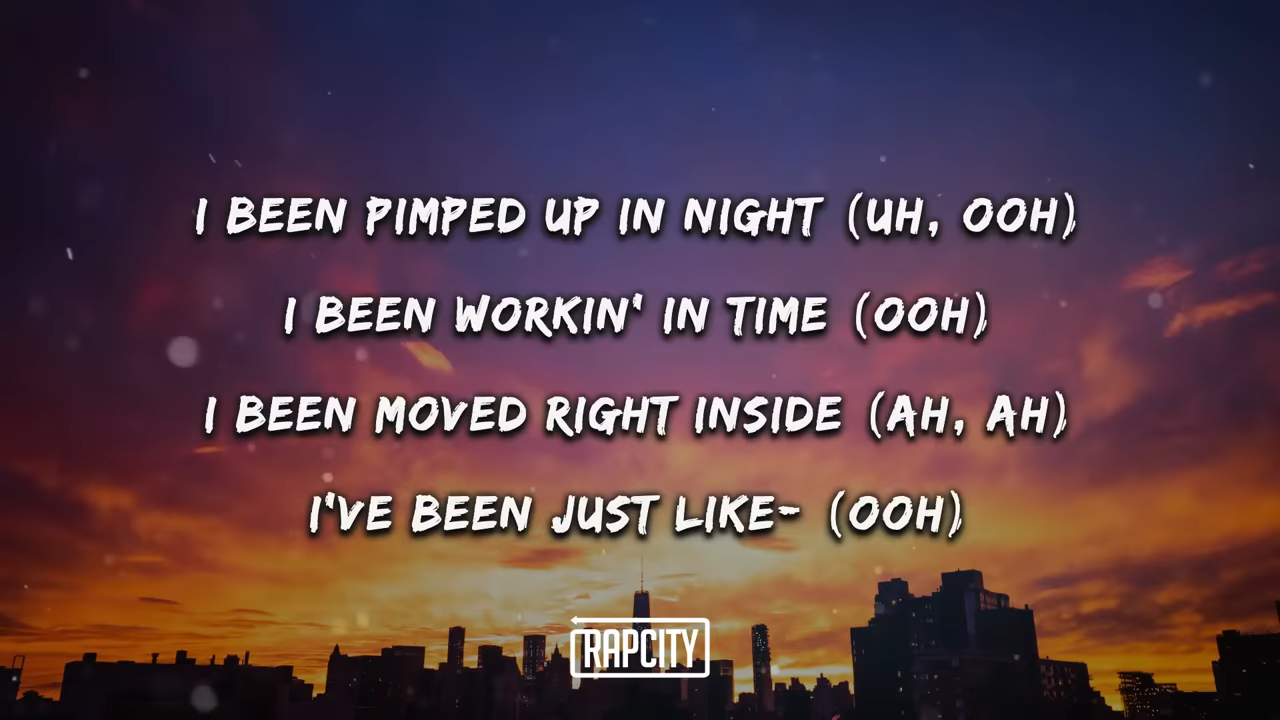 I BEEN PIMPED UP IN NIGHT (UH, OOH)
I BEEN WORKIN' IN TIME (OOH)
I BEEN MOVED RIGHT INSIDE (AH, AH)
I'VE BEEN JUST LIKE- (OOH)
RAPCITY